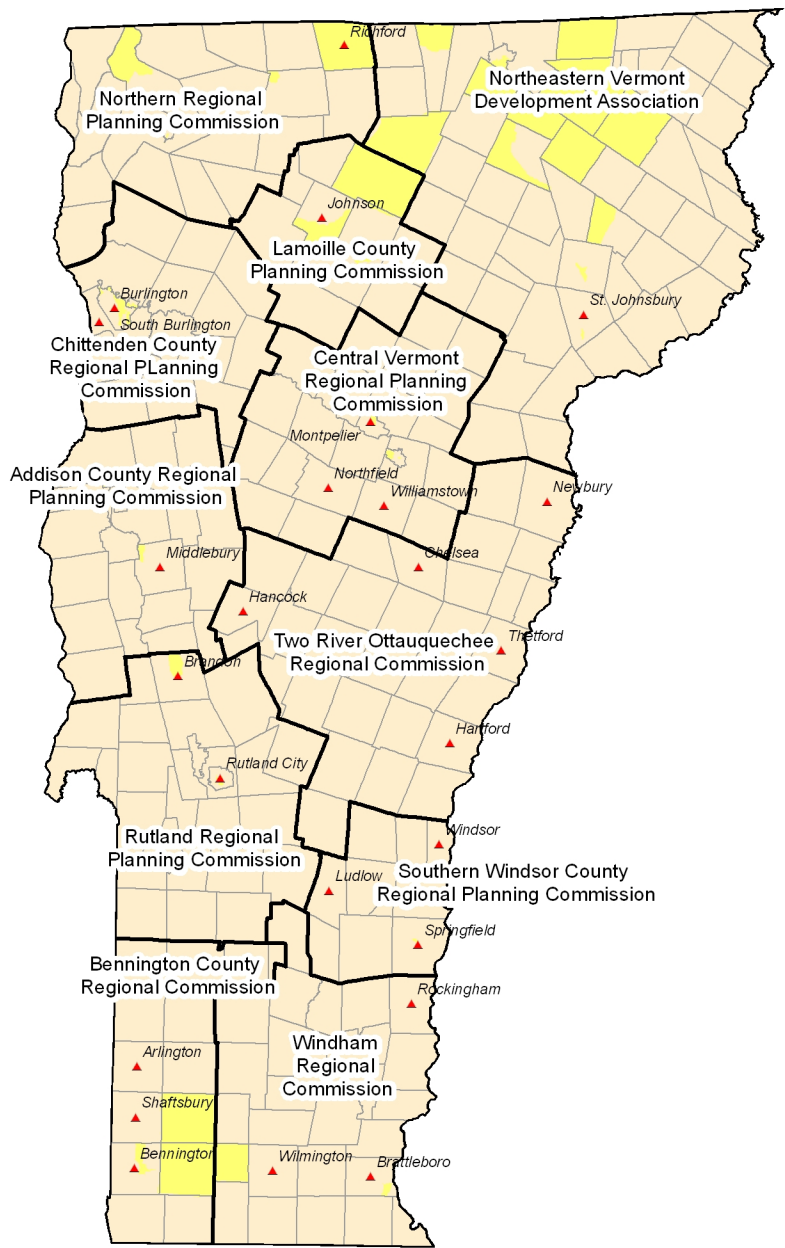 Richford
Northern Regional
Planning Commission
Northeastern Vermont
Development Association
Johnson
Lamoille County
Planning Commission
Burlington
South Burlington
St. Johnsbury
Chittenden County
Regional PLanning
Commission
Central Vermont
Regional Planning
Commission
Montpelier
Northfield
Williamstown
Addison County Regional
Planning Commission
Newbury
Middlebury
Chelsea
Hancock
Two River Ottauquechee
Regional Commission
Thetford
Brandon
Hartford
Rutland City
Rutland Regional
Planning Commission
Windsor
Ludlow
Southern Windsor County
Regional Planning Commission
Springfield
Bennington County
Regional Commission
Rockingham
Windham
Regional
Commission
Arlington
Shaftsbury
Bennington
Wilmington
Brattleboro